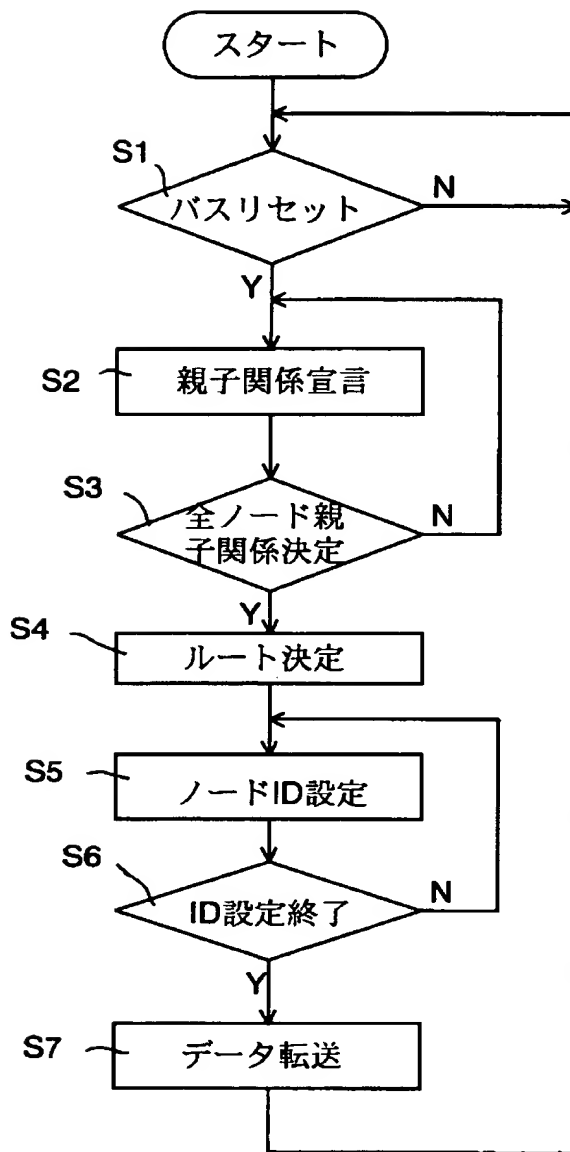 スタート
S1
バスリセット
N
Y
S2
親子関係宣言
S3
全ノード親
子関係決定
N
Y
S4
ルート決定
S5
ノードID設定
S6
ID設定終了
N
Y
S7
データ転送